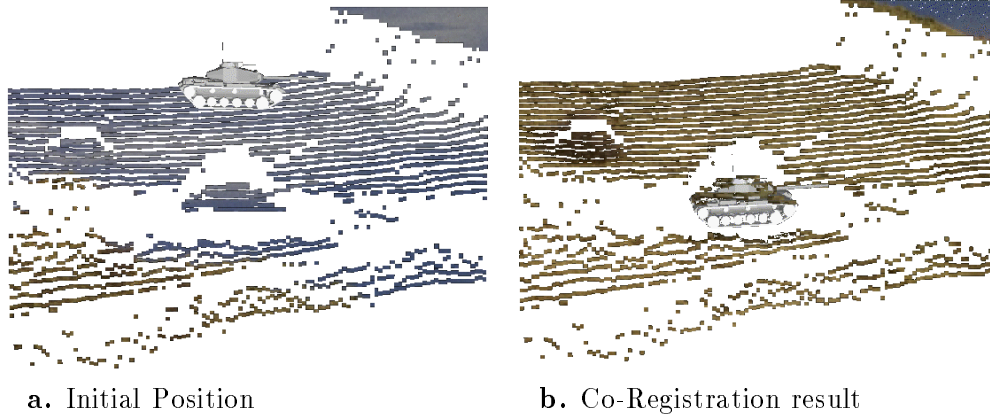 a. Initial Position
b. Co-Registration result